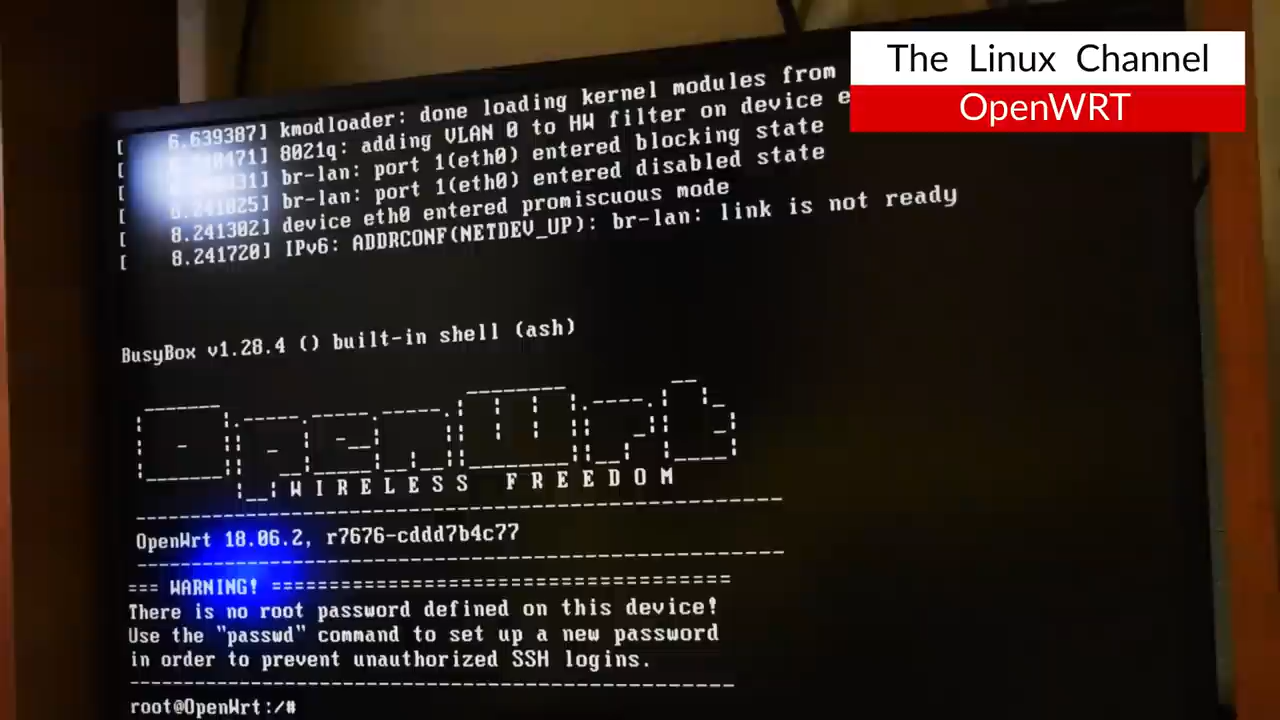 The Linux Channel
OpenWRT
[ 6.639387] kmodloader: done loading kernel modules from
[ 8021q: adding VLAN 0 to HW filter on device e
[ br-lan: port 1(eth0) entered blocking state
[ 8.241025] br-lan: port 1(eth0) entered disabled state
[ 8.241302] device eth0 entered promiscuous mode
[ 8.241720] IPv6: ADDRCONF(NETDEV_UP): br-lan: link is not ready
BusyBox v1.28.4 () built-in shell (ash)
OpenWrt
WIRELESS FREEDOM
OpenWrt 18.06.2, r7676-cddd7b4c77
=== WARNING! =====================================
There is no root password defined on this device!
Use the "passwd" command to set up a new password
in order to prevent unauthorized SSH logins.
root@OpenWrt:/#